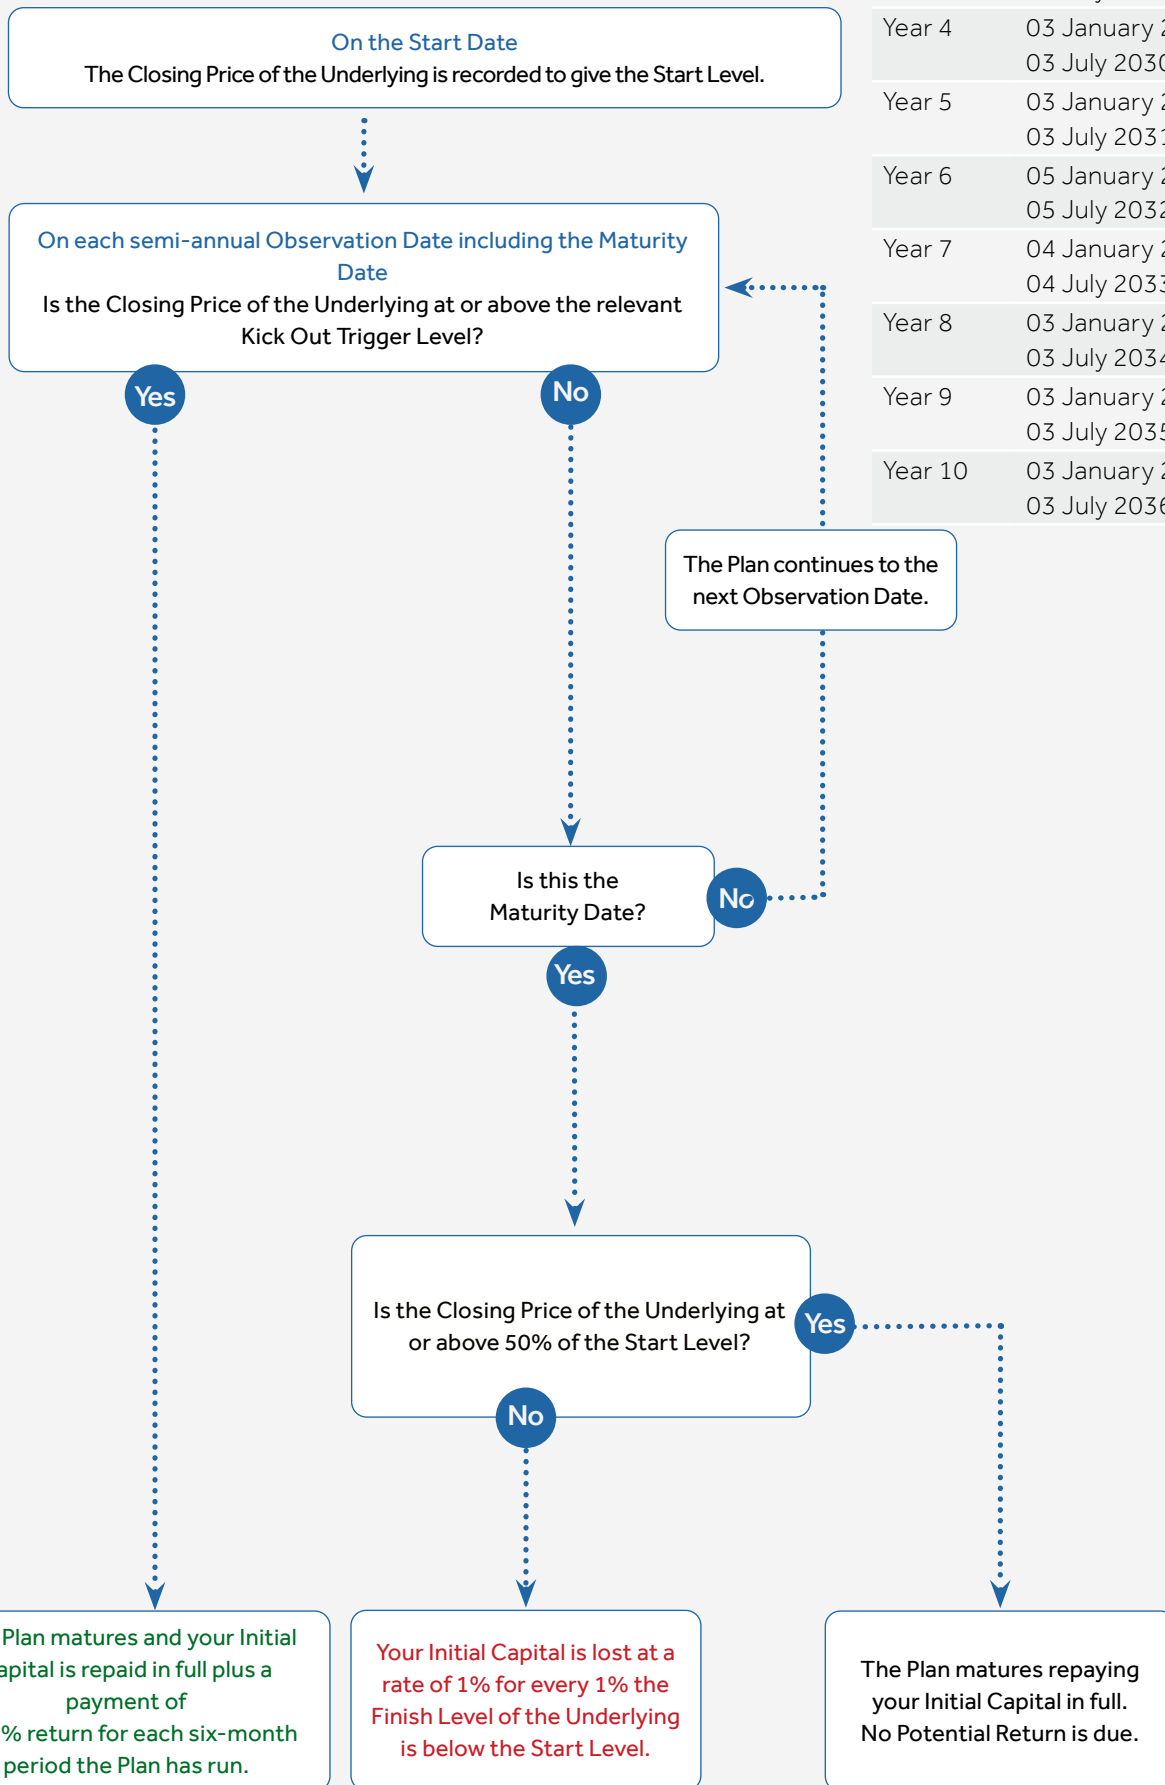 On the Start Date
The Closing Price of the Underlying is recorded to give the Start Level.
Year 4 03 January
03 July 2030
Year 5 03 January
03 July 2031
Year 6 05 January
05 July 2032
Year 7 04 January
04 July 2033
Year 8 03 January
03 July 2034
Year 9 03 January
03 July 2035
Year 10 03 January
03 July 2036
On each semi-annual Observation Date including the Maturity
Date
Is the Closing Price of the Underlying at or above the relevant
Kick Out Trigger Level?
Yes
No
The Plan continues to the
next Observation Date.
Is this the
Maturity Date?
No
Yes
Is the Closing Price of the Underlying at
or above 50% of the Start Level?
Yes
No
Plan matures and your Initial
apital is repaid in full plus a
payment of
% return for each six-month
period the Plan has run.
Your Initial Capital is lost at a
rate of 1% for every 1% the
Finish Level of the Underlying
is below the Start Level.
The Plan matures repaying
your Initial Capital in full.
No Potential Return is due.